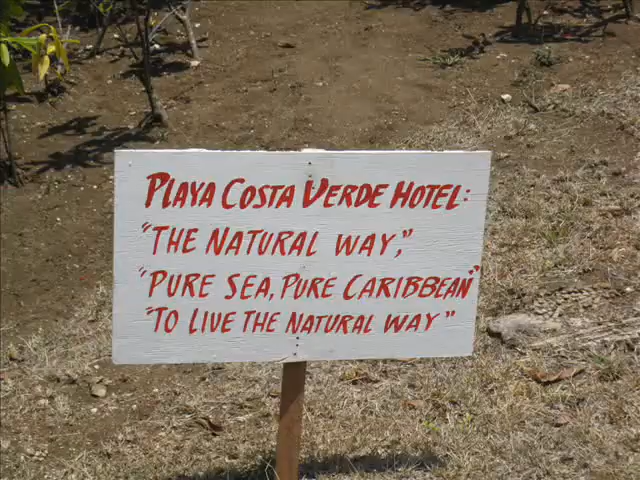 PLAYA COSTA VERDE HOTEL:
"THE NATURAL WAY,"
"PURE SEA, PURE CARIBBEAN"
"TO LIVE THE NATURAL WAY"